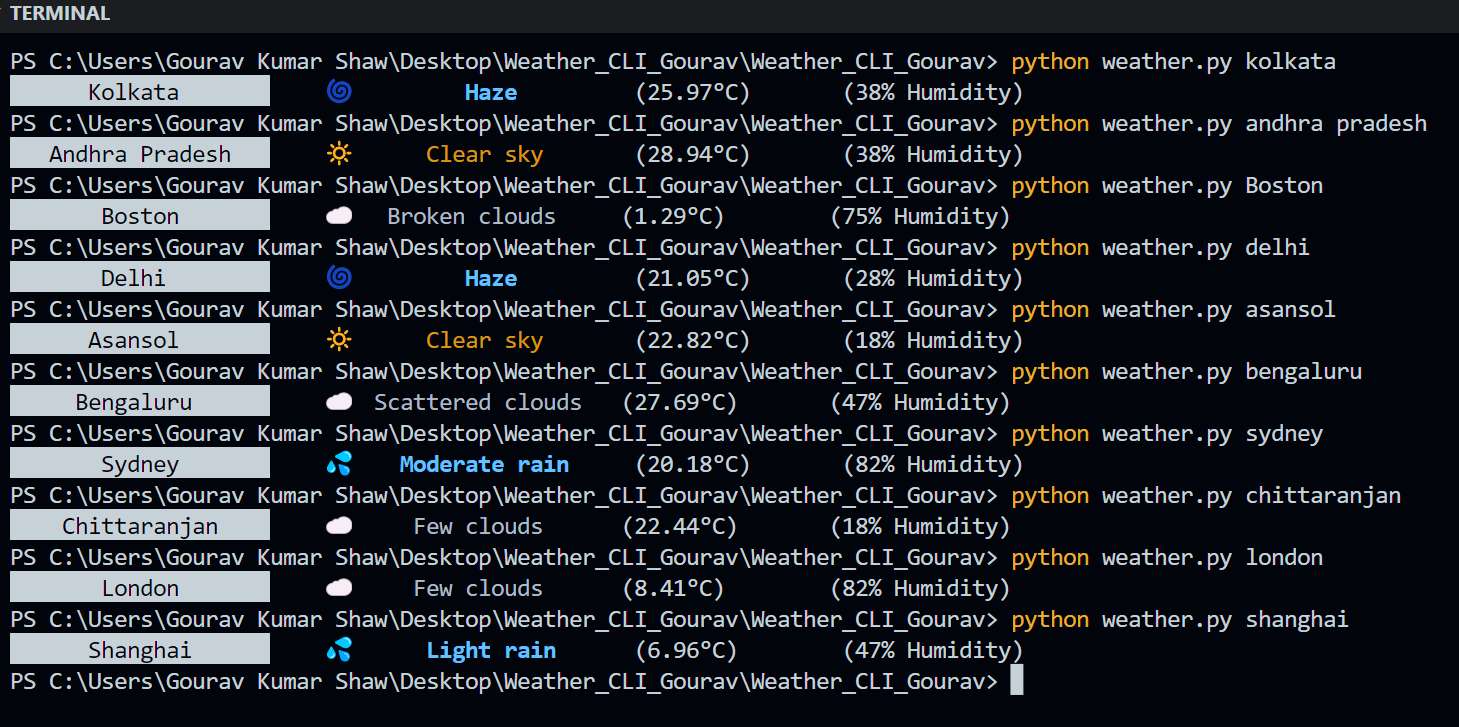 TERMINAL
PS C:\Users\Gourav Kumar Shaw\Desktop\Weather_CLI_Gourav\Weather_CLI_Gourav> python weather.py kolkata
Kolkata 🌀 Haze (25.97°C) (38% Humidity)
PS C:\Users\Gourav Kumar Shaw\Desktop\Weather_CLI_Gourav\Weather_CLI_Gourav> python weather.py andhra pradesh
Andhra Pradesh 🔆 Clear sky (28.94°C) (38% Humidity)
PS C:\Users\Gourav Kumar Shaw\Desktop\Weather_CLI_Gourav\Weather_CLI_Gourav> python weather.py Boston
Boston ☁️ Broken clouds (1.29°C) (75% Humidity)
PS C:\Users\Gourav Kumar Shaw\Desktop\Weather_CLI_Gourav\Weather_CLI_Gourav> python weather.py delhi
Delhi 🌀 Haze (21.05°C) (28% Humidity)
PS C:\Users\Gourav Kumar Shaw\Desktop\Weather_CLI_Gourav\Weather_CLI_Gourav> python weather.py asansol
Asansol 🔆 Clear sky (22.82°C) (18% Humidity)
PS C:\Users\Gourav Kumar Shaw\Desktop\Weather_CLI_Gourav\Weather_CLI_Gourav> python weather.py bengaluru
Bengaluru ☁️ Scattered clouds (27.69°C) (47% Humidity)
PS C:\Users\Gourav Kumar Shaw\Desktop\Weather_CLI_Gourav\Weather_CLI_Gourav> python weather.py sydney
Sydney 💦 Moderate rain (20.18°C) (82% Humidity)
PS C:\Users\Gourav Kumar Shaw\Desktop\Weather_CLI_Gourav\Weather_CLI_Gourav> python weather.py chittaranjan
Chittaranjan ☁️ Few clouds (22.44°C) (18% Humidity)
PS C:\Users\Gourav Kumar Shaw\Desktop\Weather_CLI_Gourav\Weather_CLI_Gourav> python weather.py london
London ☁️ Few clouds (8.41°C) (82% Humidity)
PS C:\Users\Gourav Kumar Shaw\Desktop\Weather_CLI_Gourav\Weather_CLI_Gourav> python weather.py shanghai
Shanghai 💦 Light rain (6.96°C) (47% Humidity)
PS C:\Users\Gourav Kumar Shaw\Desktop\Weather_CLI_Gourav\Weather_CLI_Gourav>